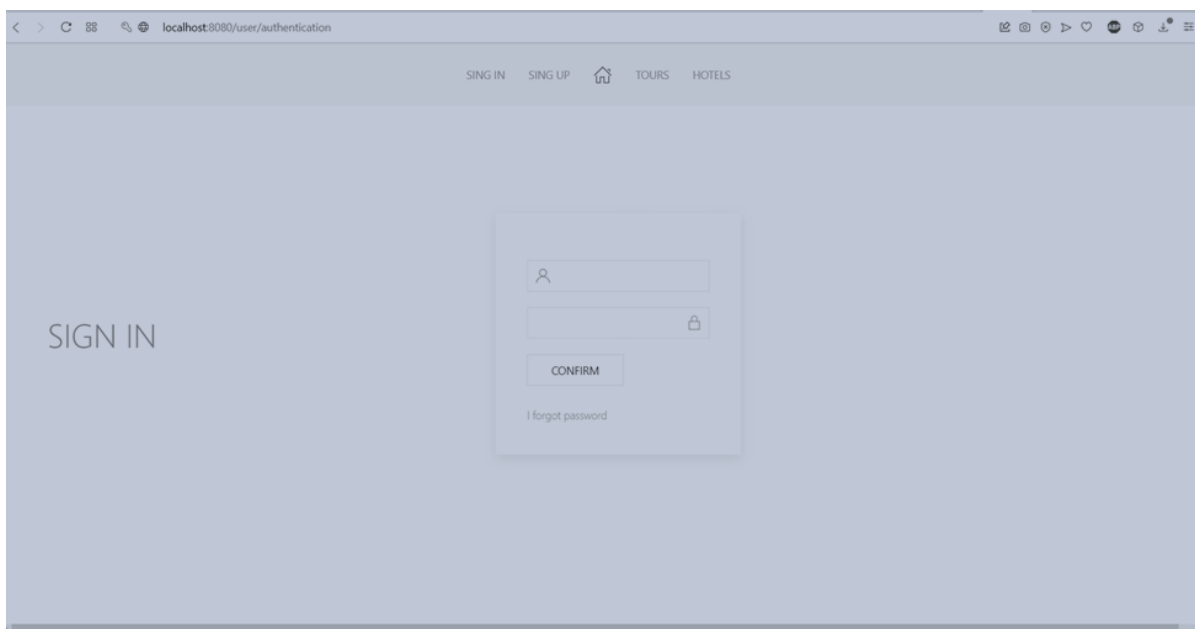 localhost:8080/user/authentication
SING IN SING UP TOURS HOTELS
SIGN IN
CONFIRM
I forgot password